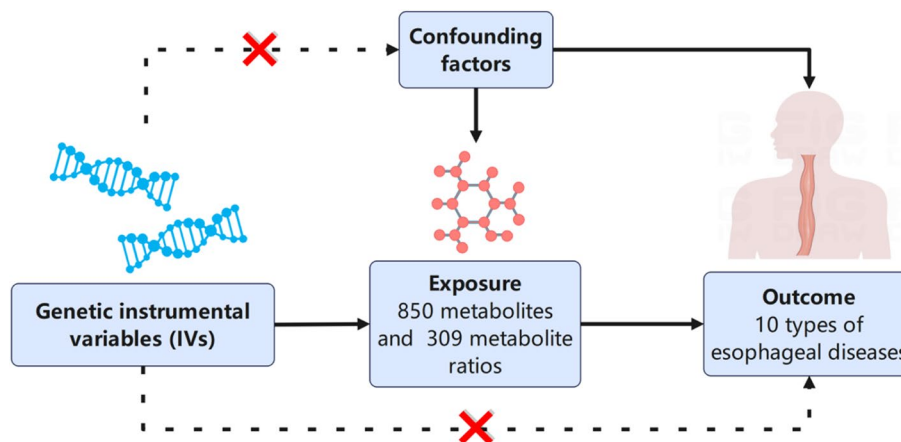 Confounding
factors
Genetic instrumental
variables (IVs)
Exposure
850 metabolites
and 309 metabolite
ratios
Outcome
10 types of
esophageal diseases